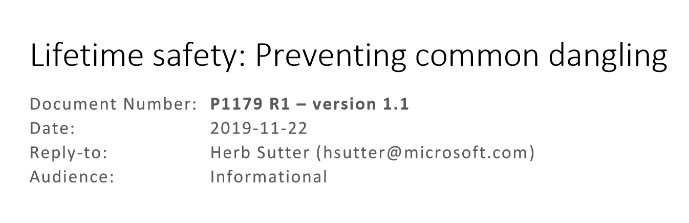 Lifetime safety: Preventing common dangling
Document Number: P1179 R1 – version 1.1
Date: 2019-11-22
Reply-to: Herb Sutter (hsutter@microsoft.com)
Audience: Informational